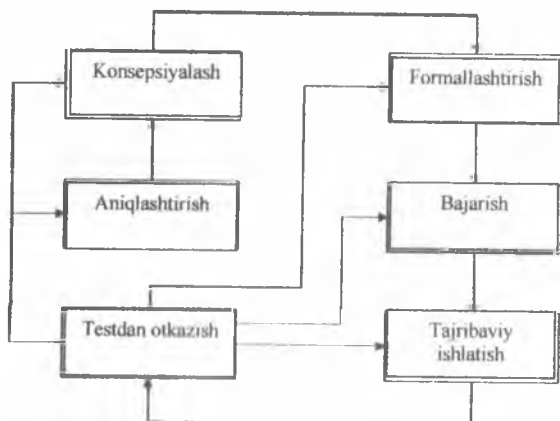 Konsepsiyalash
Formallashtirish
Aniqlashtirish
Bajarish
Testdan otkazish
Tajribaviy
ishlatish